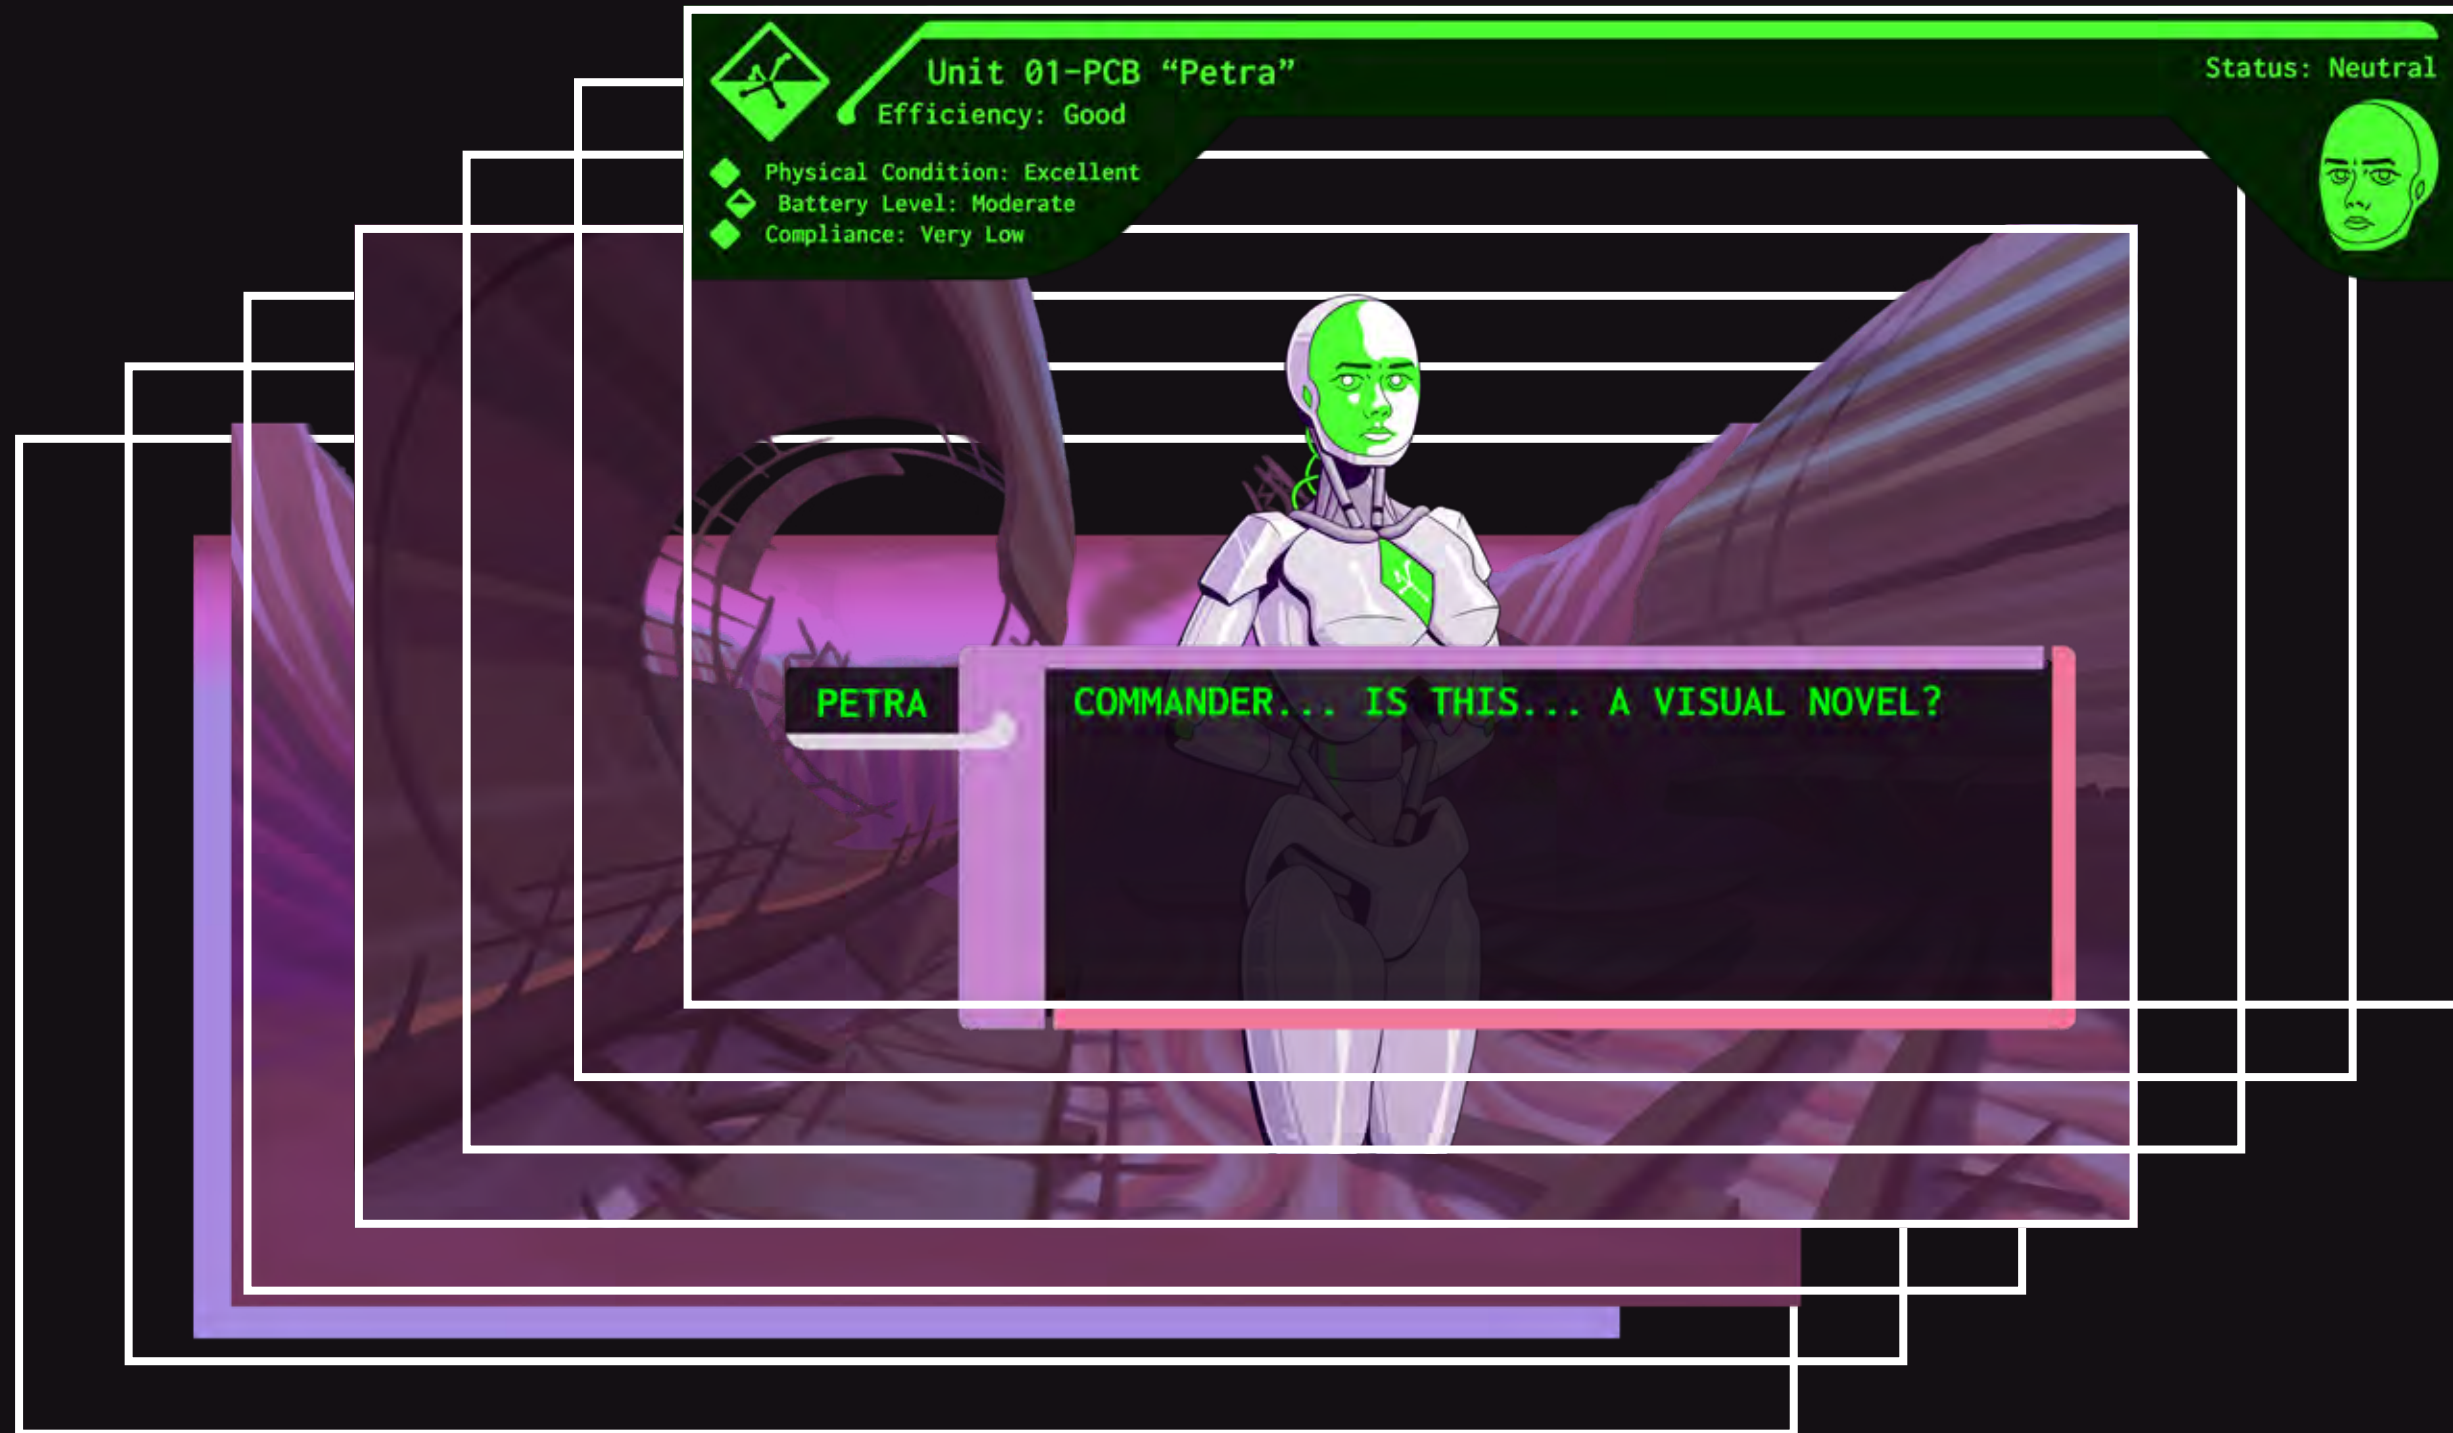 Unit 01-PCB “Petra”
Status: Neutral
Efficiency: Good
Physical Condition: Excellent
Battery Level: Moderate
Compliance: Very Low
PETRA
COMMANDER... IS THIS... A VISUAL NOVEL?